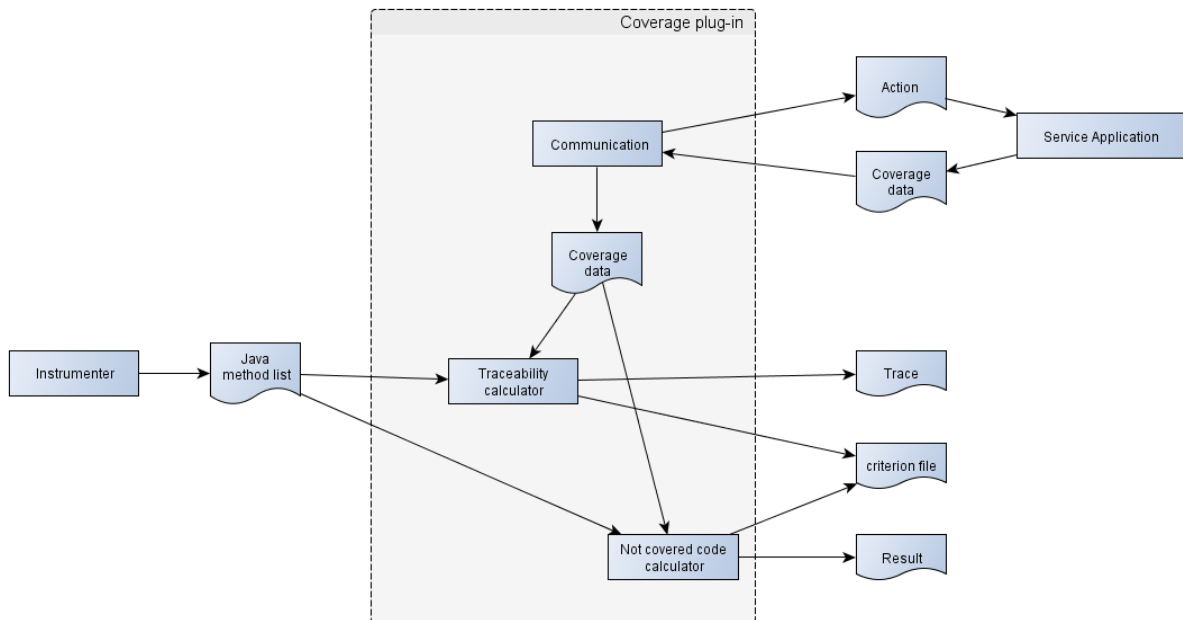 Coverage plug-in
Action
Communication
Service Application
Coverage
data
Coverage
data
Instrumenter
Java
method list
Traceability
calculator
Trace
criterion file
Not covered code
calculator
Result